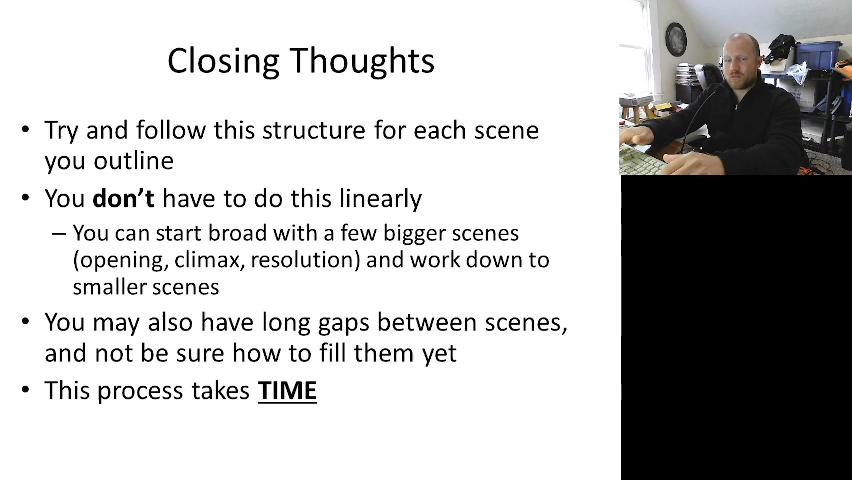 Closing Thoughts
• Try and follow this structure for each scene
you outline
• You don't have to do this linearly
– You can start broad with a few bigger scenes
(opening, climax, resolution) and work down to
smaller scenes
• You may also have long gaps between scenes,
and not be sure how to fill them yet
• This process takes TIME